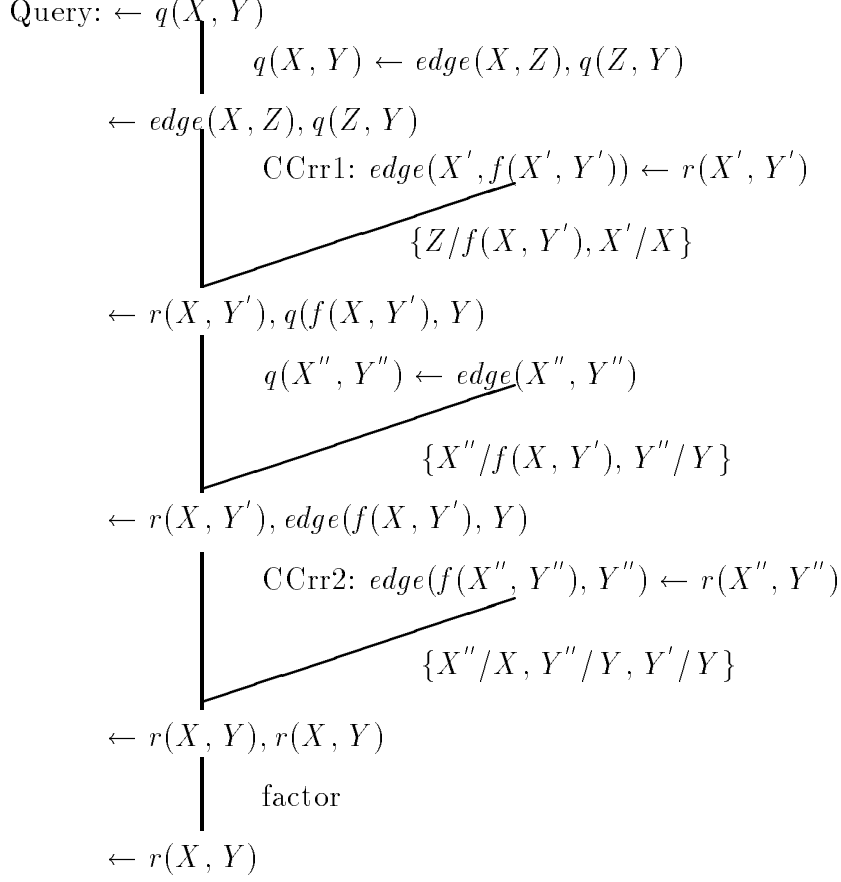 Query: ← q(X, Y)
q(X, Y) ← edge(X, Z), q(Z, Y)
← edge(X, Z), q(Z, Y)
CCrr1: edge(X′, f(X′, Y′)) ← r(X′, Y′)
{Z/f(X, Y′), X′/X}
← r(X, Y′), q(f(X, Y′), Y)
q(X″, Y″) ← edge(X″, Y″)
{X″/f(X, Y′), Y″/Y}
← r(X, Y′), edge(f(X, Y′), Y)
CCrr2: edge(f(X″, Y″), Y″) ← r(X″, Y″)
{X″/X, Y″/Y, Y′/Y}
← r(X, Y), r(X, Y)
factor
← r(X, Y)